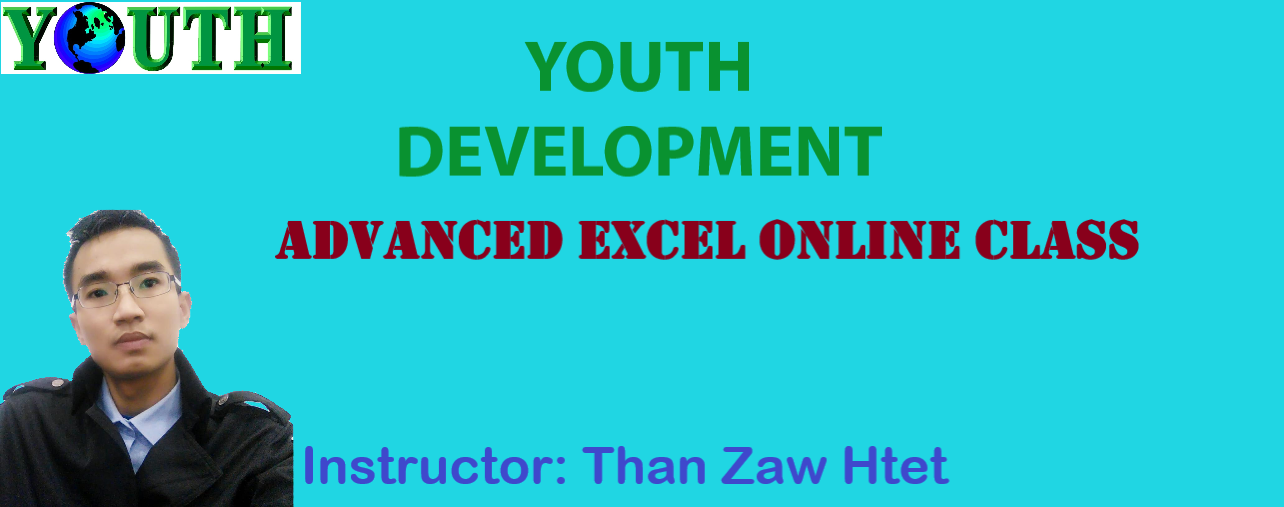 YOUTH
YOUTH
DEVELOPMENT
ADVANCED EXCEL ONLINE CLASS
Instructor: Than Zaw Htet